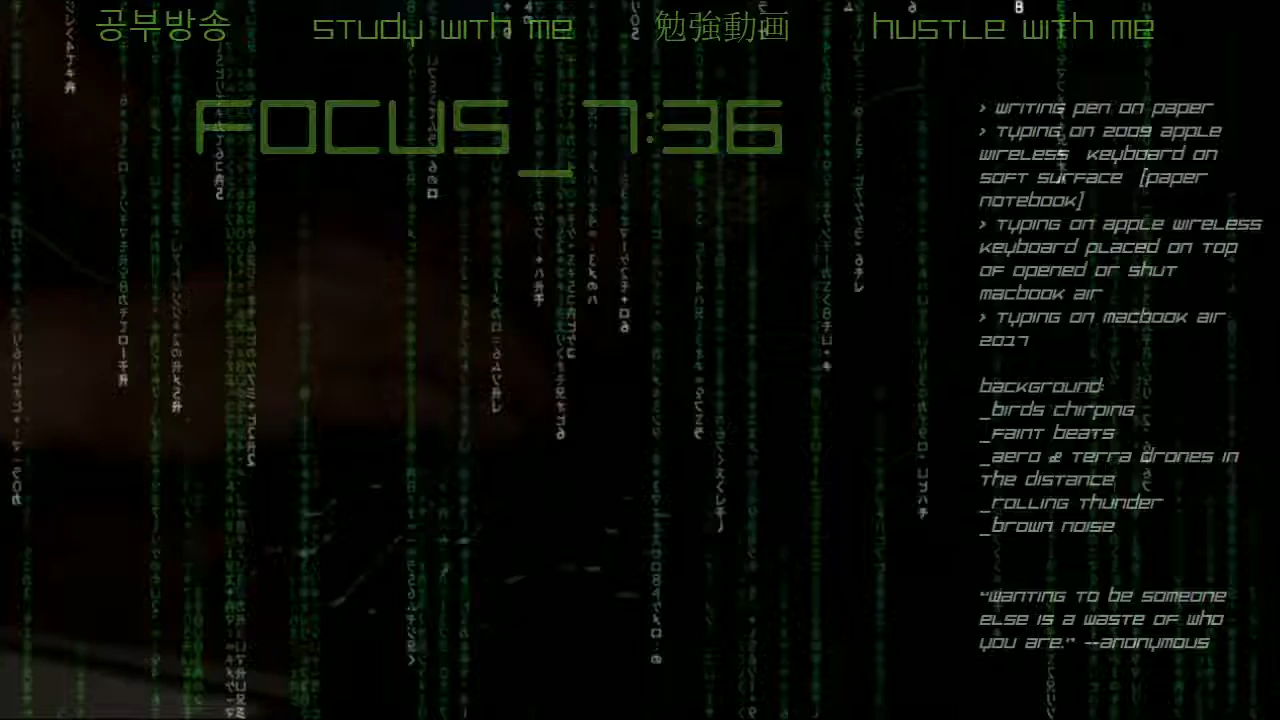 공부방송 study with me 勉強動画 hustle with me
FOCUS_ 7:36
> writing pen on paper
> typing on 2009 apple
wireless keyboard on
soft surface [paper
notebook]
> typing on apple wireless
keyboard placed on top
of opened or shut
macbook air
> typing on macbook air
2017
background:
_birds chirping
_faint beats
_aero & terra drones in
the distance
_rolling thunder
_brown noise
"wanting to be someone
else is a waste of who
you are." --anonymous